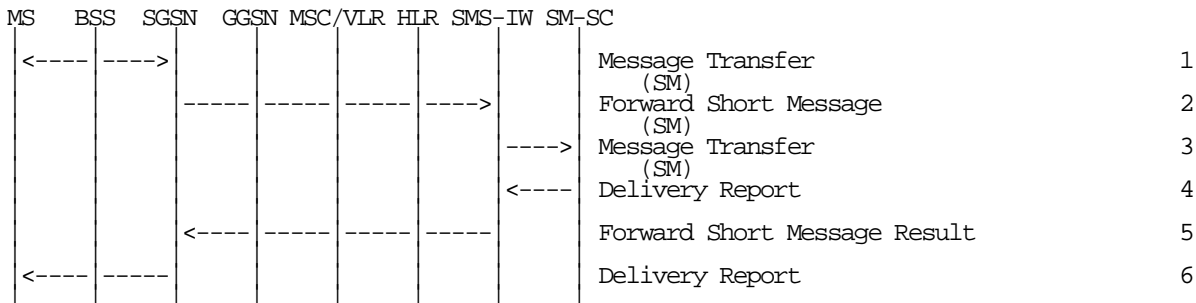 MS BSS SGSN GGSN MSC/VLR HLR SMS-IW SM-SC
Message Transfer 1
(SM)
Forward Short Message 2
(SM)
Message Transfer 3
(SM)
Delivery Report 4
Forward Short Message Result 5
Delivery Report 6